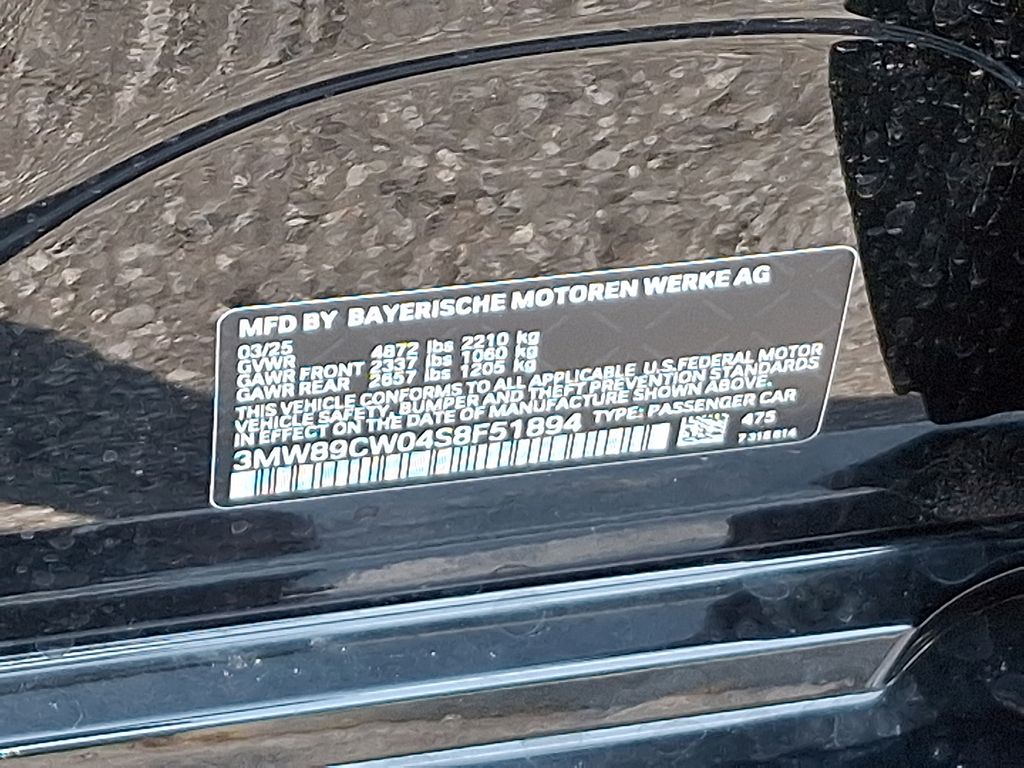 MFD BY BAYERISCHE MOTOREN WERKE AG
03/25
GVWR 4872 lbs 2210 kg
GAWR FRONT 2337 lbs 1060 kg
GAWR REAR 2657 lbs 1205 kg
THIS VEHICLE CONFORMS TO ALL APPLICABLE U.S.FEDERAL MOTOR
VEHICLE SAFETY, BUMPER AND THEFT PREVENTION STANDARDS
IN EFFECT ON THE DATE OF MANUFACTURE SHOWN ABOVE.
3MW89CW04S8F51894 TYPE: PASSENGER CAR
475